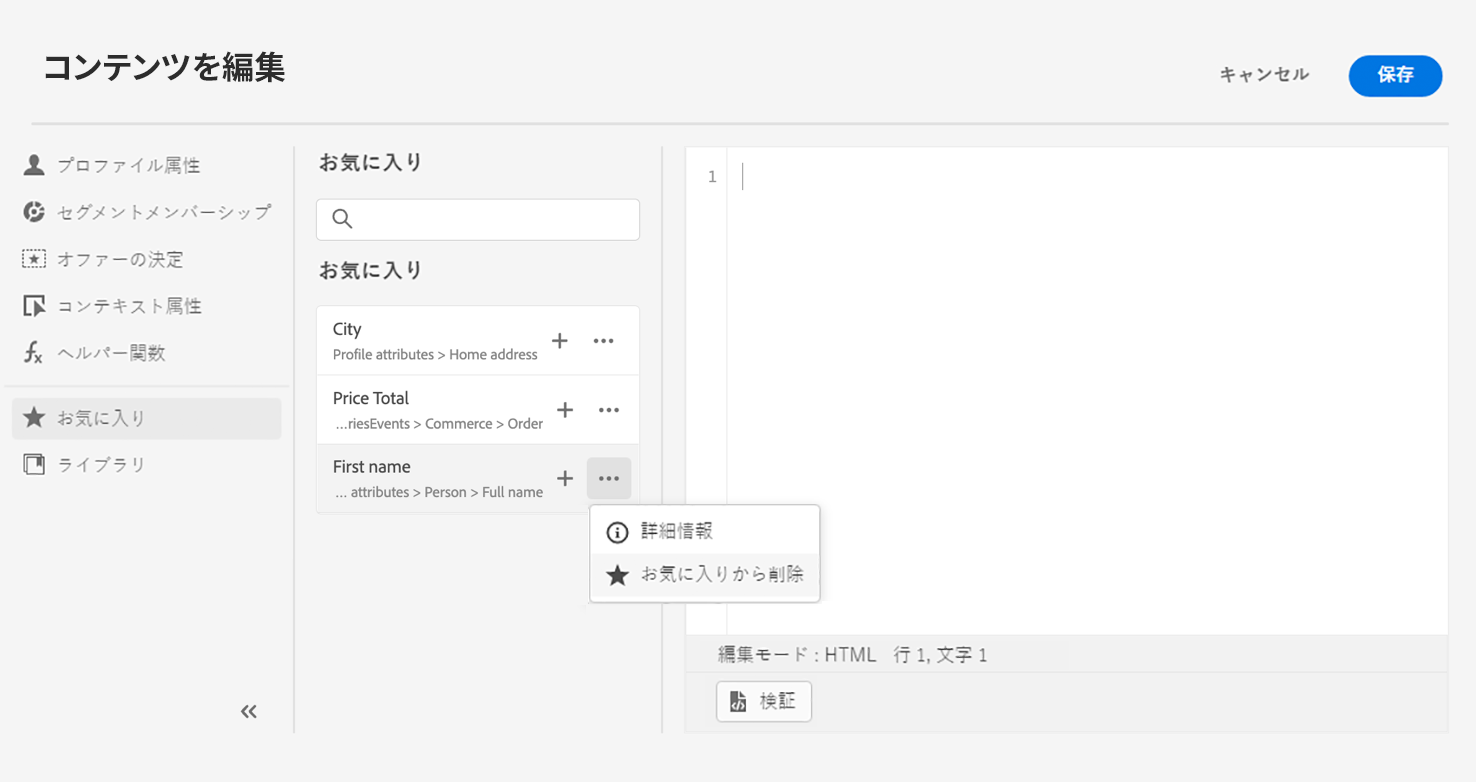 コンテンツを編集
キャンセル
保存
プロファイル属性
セグメントメンバーシップ
オファーの決定
コンテキスト属性
ヘルパー関数
お気に入り
ライブラリ
お気に入り
お気に入り
City
Profile attributes > Home address
Price Total
...riesEvents > Commerce > Order
First name
... attributes > Person > Full name
詳細情報
お気に入りから削除
1
編集モード : HTML 行 1, 文字 1
検証